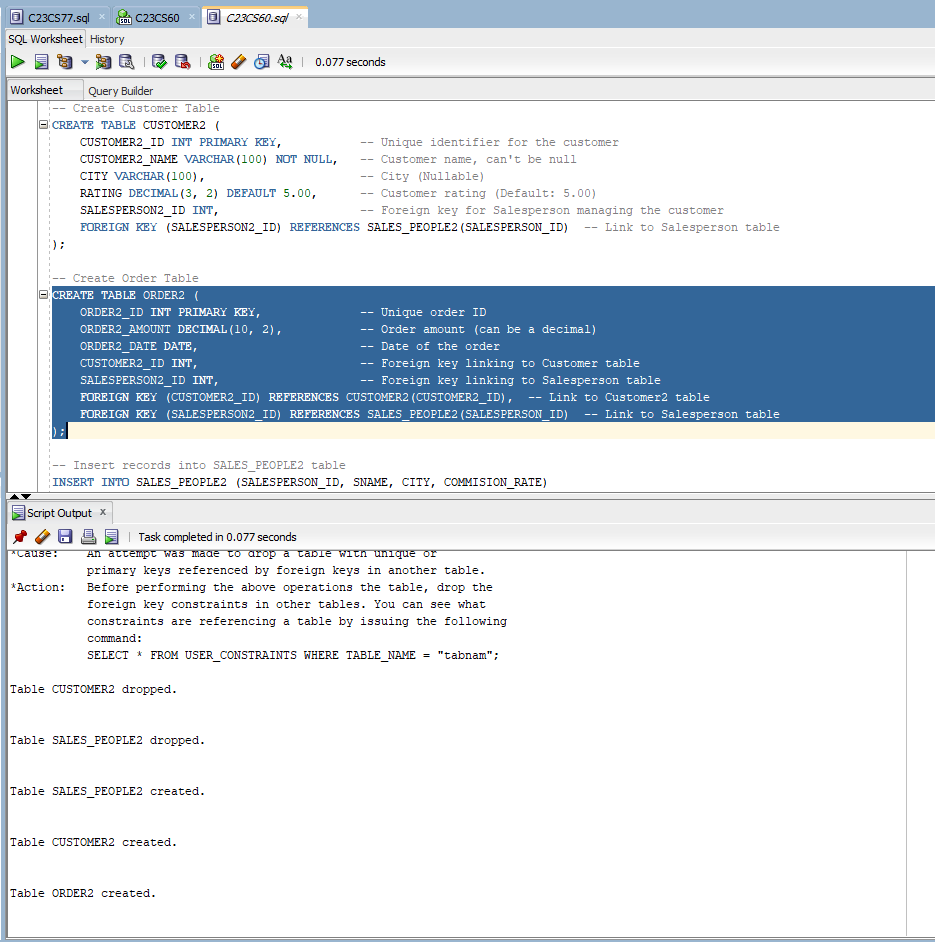 C23CS77.sql × C23CS60 × C23CS60.sql ×
SQL Worksheet History
0.077 seconds
Worksheet Query Builder
-- Create Customer Table
CREATE TABLE CUSTOMER2 (
CUSTOMER2_ID INT PRIMARY KEY, -- Unique identifier for the customer
CUSTOMER2_NAME VARCHAR(100) NOT NULL, -- Customer name, can't be null
CITY VARCHAR(100), -- City (Nullable)
RATING DECIMAL(3, 2) DEFAULT 5.00, -- Customer rating (Default: 5.00)
SALESPERSON2_ID INT, -- Foreign key for Salesperson managing the customer
FOREIGN KEY (SALESPERSON2_ID) REFERENCES SALES_PEOPLE2(SALESPERSON_ID) -- Link to Salesperson table
);
-- Create Order Table
CREATE TABLE ORDER2 (
ORDER2_ID INT PRIMARY KEY, -- Unique order ID
ORDER2_AMOUNT DECIMAL(10, 2), -- Order amount (can be a decimal)
ORDER2_DATE DATE, -- Date of the order
CUSTOMER2_ID INT, -- Foreign key linking to Customer table
SALESPERSON2_ID INT, -- Foreign key linking to Salesperson table
FOREIGN KEY (CUSTOMER2_ID) REFERENCES CUSTOMER2(CUSTOMER2_ID), -- Link to Customer2 table
FOREIGN KEY (SALESPERSON2_ID) REFERENCES SALES_PEOPLE2(SALESPERSON_ID) -- Link to Salesperson table
);
-- Insert records into SALES_PEOPLE2 table
INSERT INTO SALES_PEOPLE2 (SALESPERSON_ID, SNAME, CITY, COMMISION_RATE)
Script Output ×
Task completed in 0.077 seconds
*Cause: An attempt was made to drop a table with unique or
primary keys referenced by foreign keys in another table.
*Action: Before performing the above operations the table, drop the
foreign key constraints in other tables. You can see what
constraints are referencing a table by issuing the following
command:
SELECT * FROM USER_CONSTRAINTS WHERE TABLE_NAME = "tabnam";
Table CUSTOMER2 dropped.
Table SALES_PEOPLE2 dropped.
Table SALES_PEOPLE2 created.
Table CUSTOMER2 created.
Table ORDER2 created.